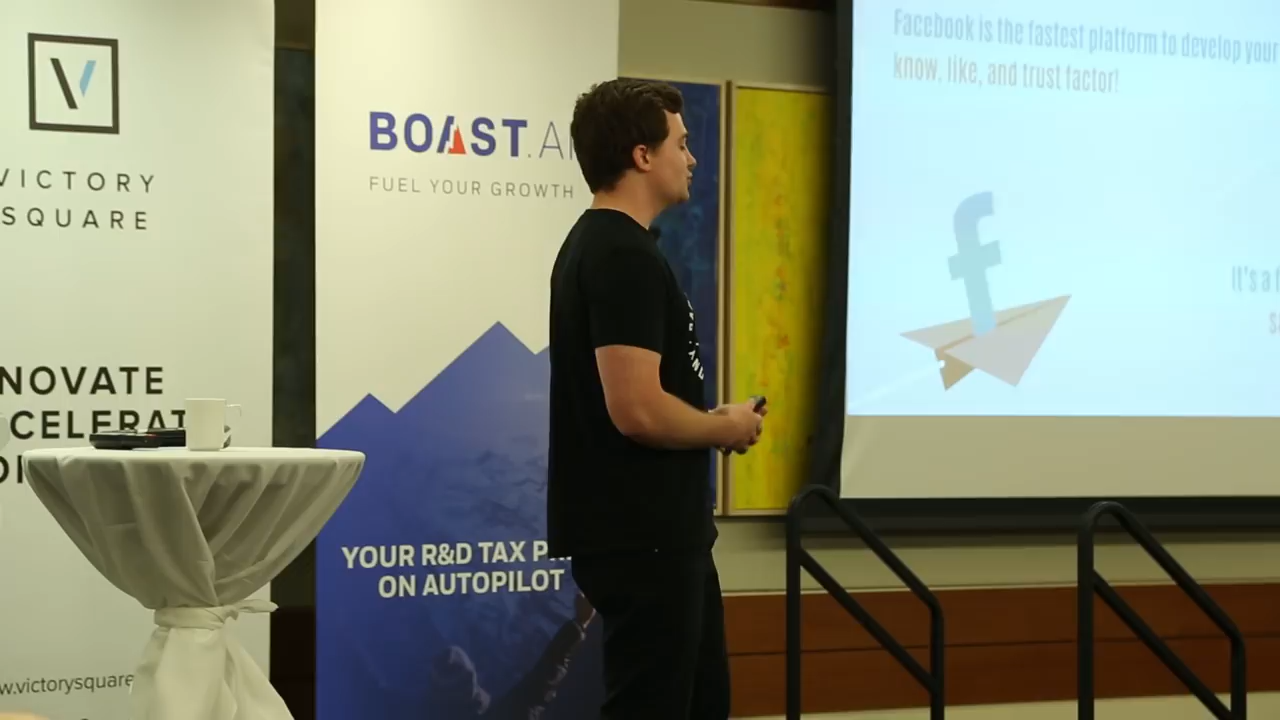 VICTORY
SQUARE
NOVATE
CELERAT
w.victorysquare
BOAST.AI
FUEL YOUR GROWTH
YOUR R&D TAX
ON AUTOPILOT
Facebook is the fastest platform to develop your
know, like, and trust factor!
f
It's a